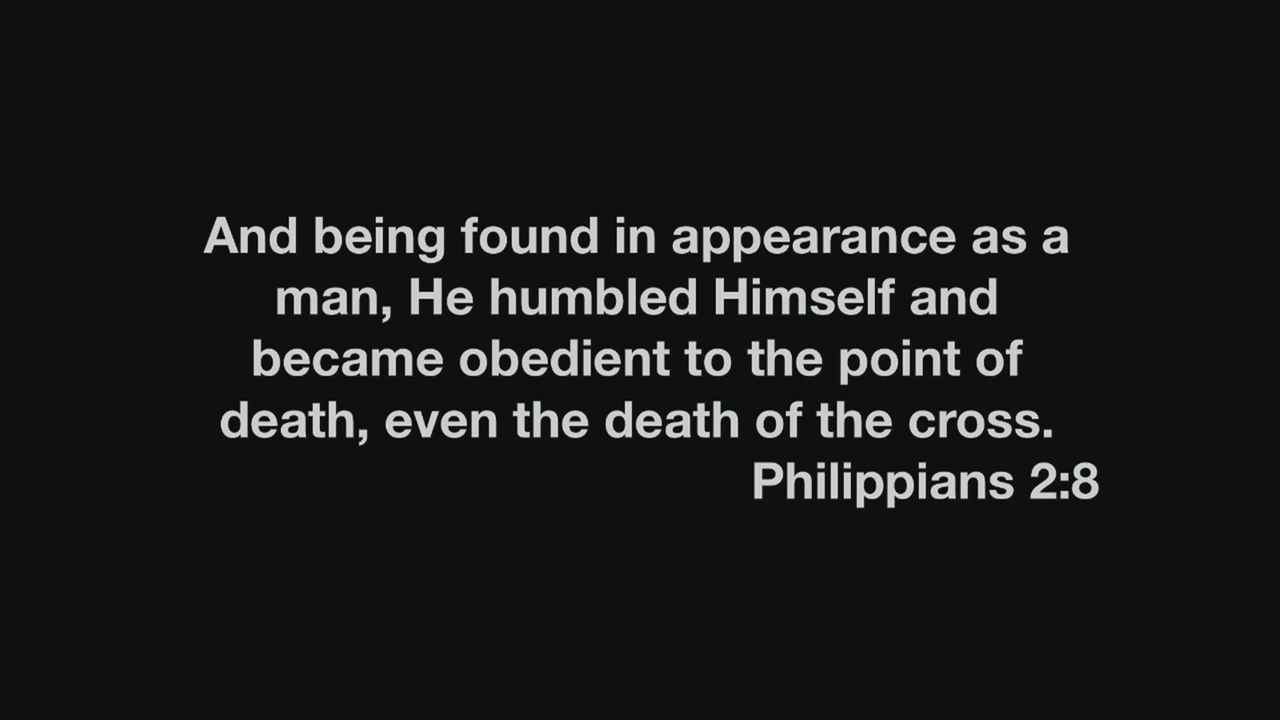 And being found in appearance as a
man, He humbled Himself and
became obedient to the point of
death, even the death of the cross.
Philippians 2:8